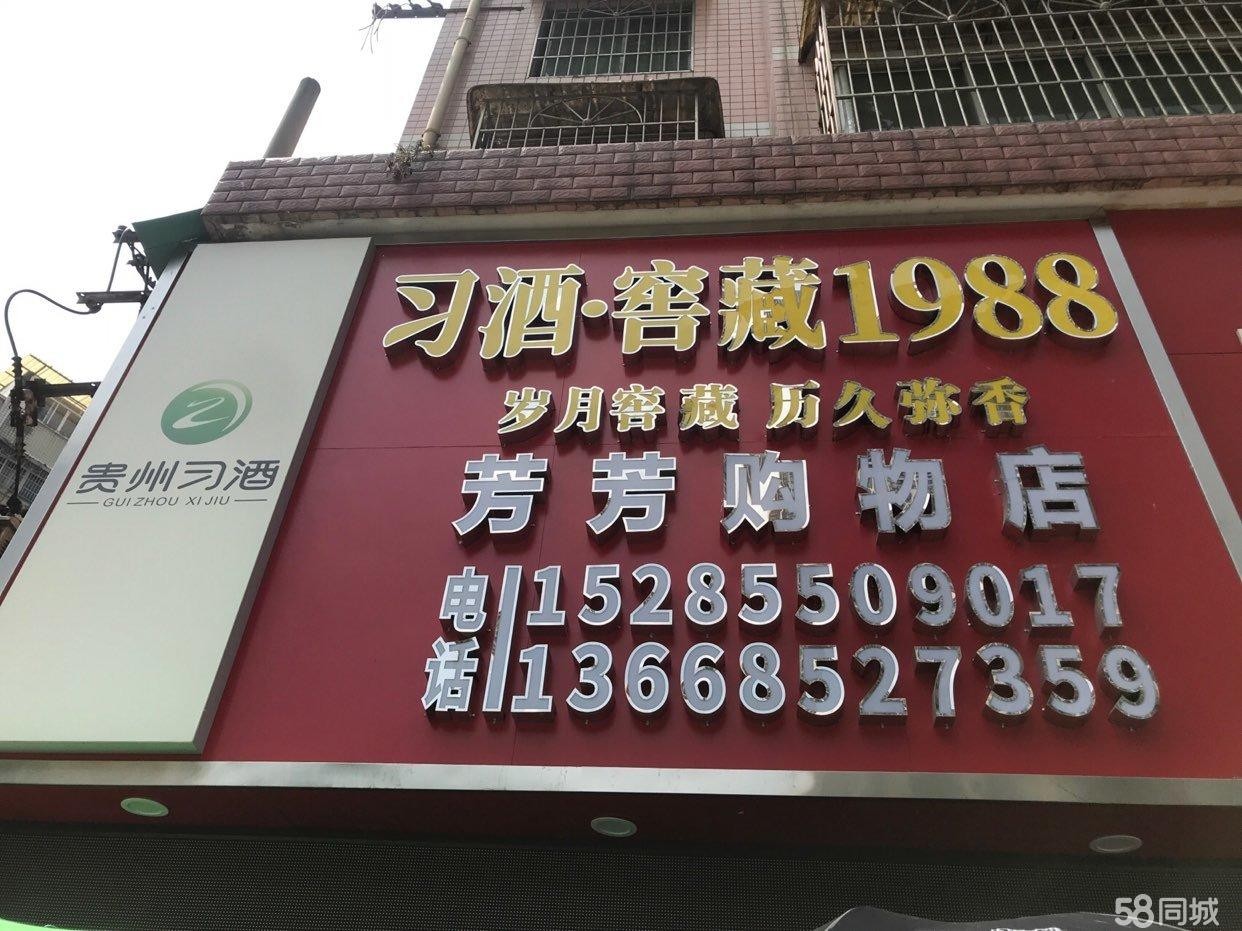 习酒·窖藏1988
岁月窖藏 历久弥香
芳芳购物店
电话 15285509017
13668527359
贵州习酒
GUI ZHOU XI JIU
58同城